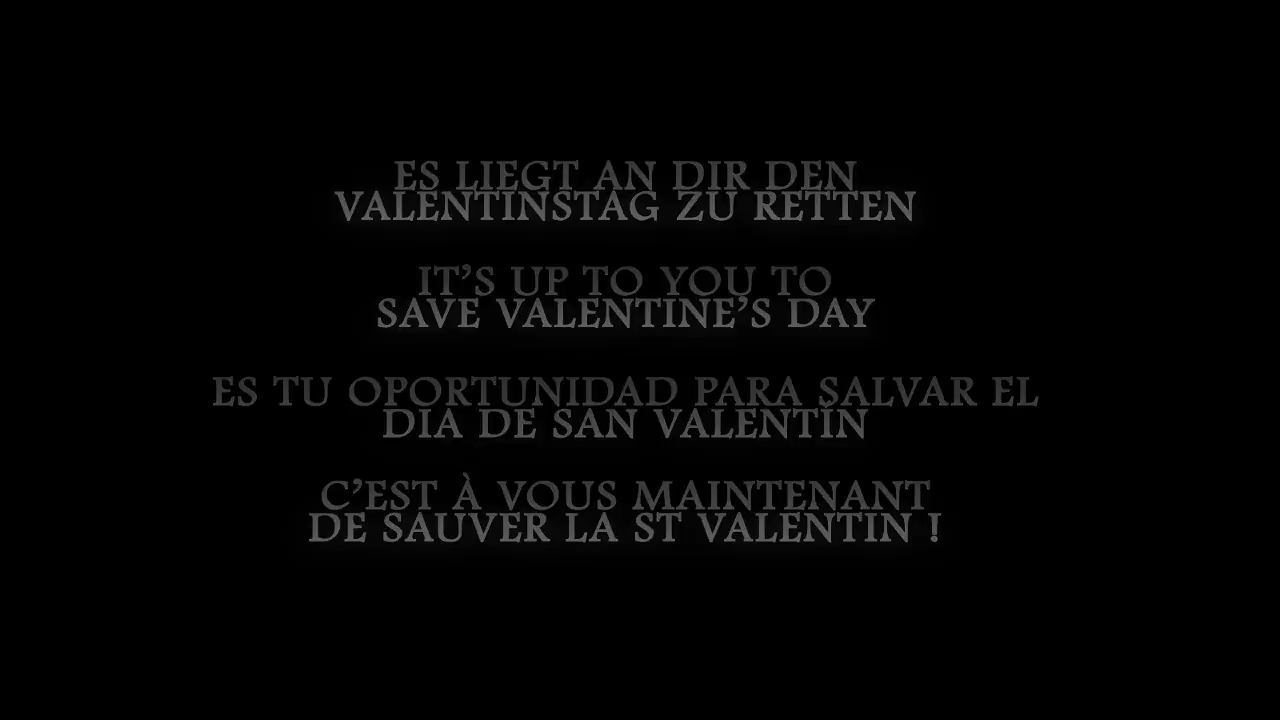 ES LIEGT AN DIR DEN
VALENTINSTAG ZU RETTEN
IT'S UP TO YOU TO
SAVE VALENTINE'S DAY
ES TU OPORTUNIDAD PARA SALVAR EL
DIA DE SAN VALENTÍN
C'EST À VOUS MAINTENANT
DE SAUVER LA ST VALENTIN !